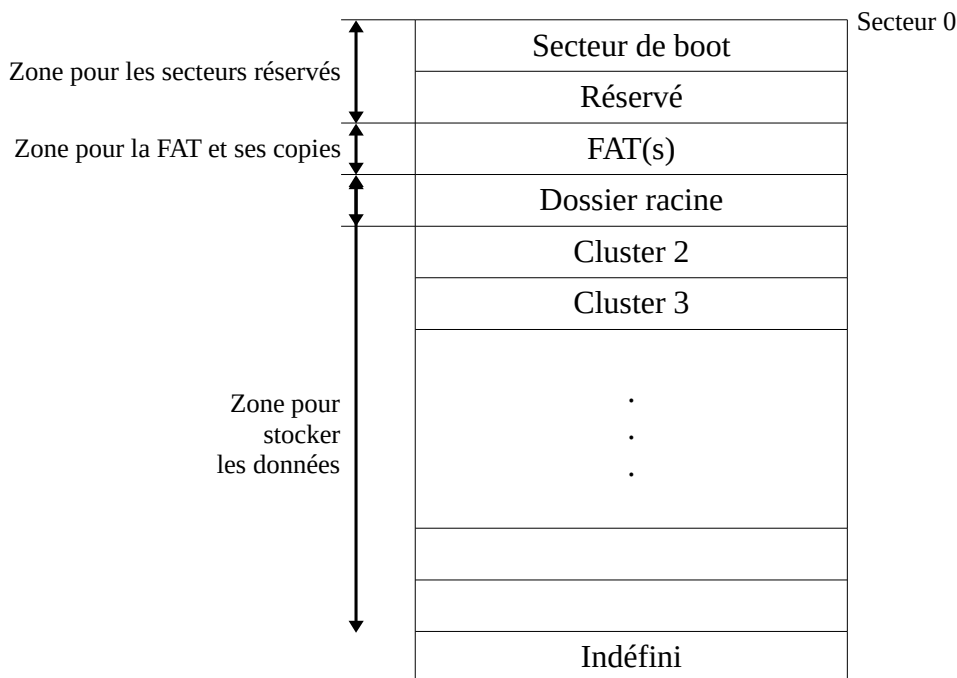 Secteur 0
Secteur de boot
Zone pour les secteurs réservés
Réservé
Zone pour la FAT et ses copies
FAT(s)
Dossier racine
Cluster 2
Cluster 3
.
.
.
Zone pour
stocker
les données
Indéfini